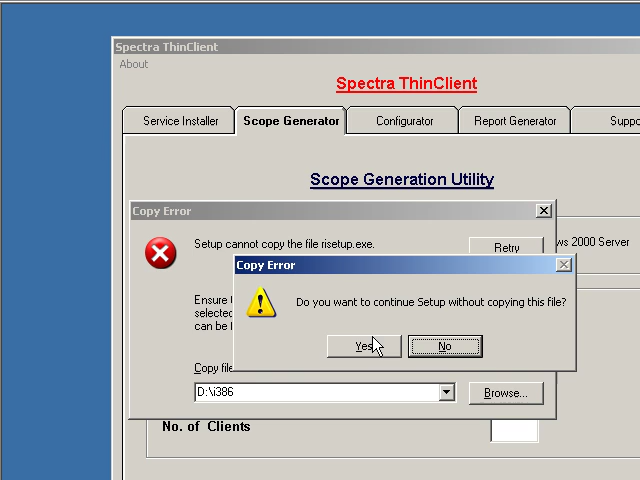 Spectra ThinClient
About
Spectra ThinClient
Service Installer
Scope Generator
Configurator
Report Generator
Scope Generation Utility
Copy Error
Setup cannot copy the file risetup.exe.
Retry
2000 Server
Copy Error
Do you want to continue Setup without copying this file?
Ensure
selected
can be
Yes
No
Copy
D:\i386
Browse...
No. of Clients